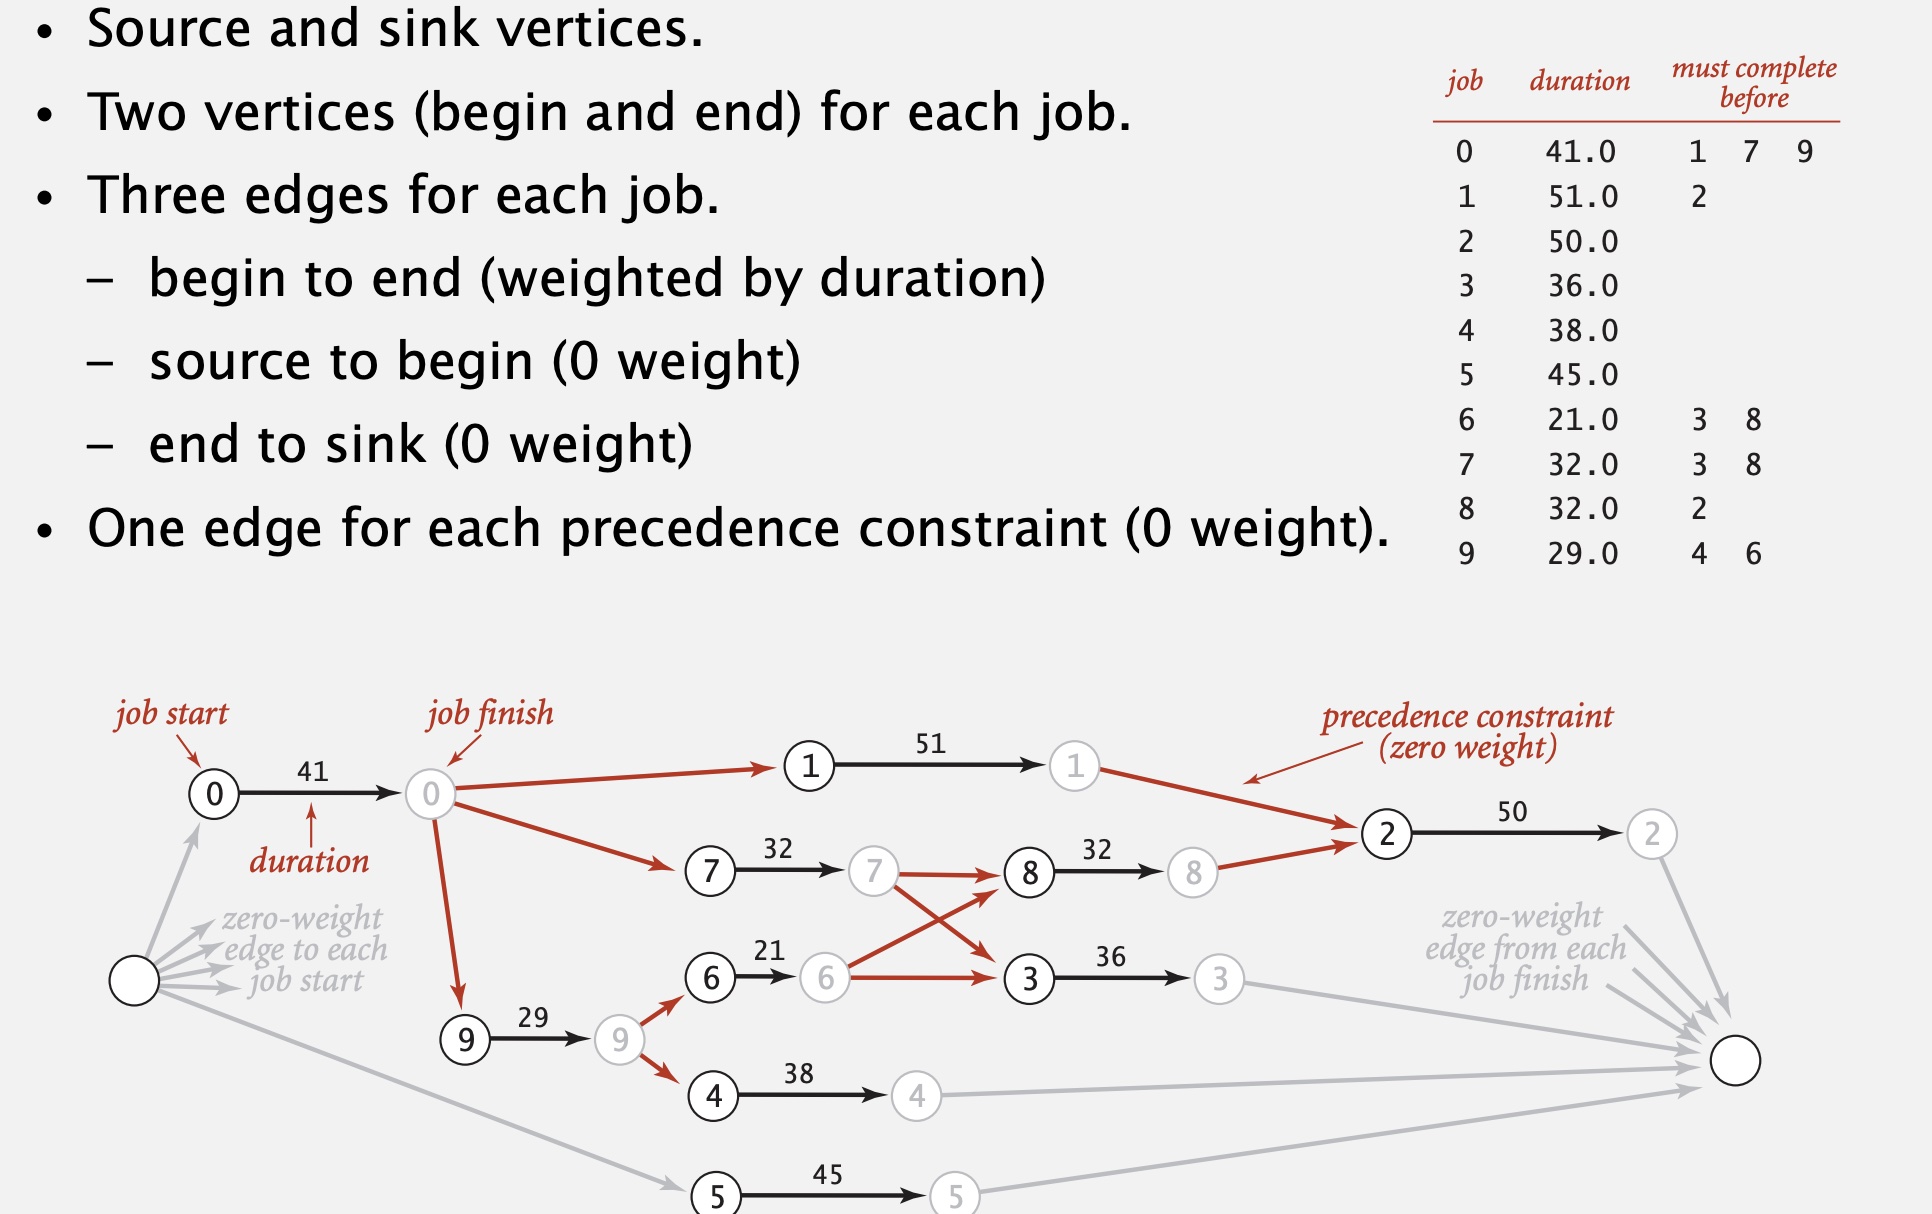 • Source and sink vertices.
• Two vertices (begin and end) for each job.
• Three edges for each job.
– begin to end (weighted by duration)
– source to begin (0 weight)
– end to sink (0 weight)
• One edge for each precedence constraint (0 weight).
job duration must complete
before
0 41.0 1 7 9
1 51.0 2
2 50.0
3 36.0
4 38.0
5 45.0
6 21.0 3 8
7 32.0 3 8
8 32.0 2
9 29.0 4 6
job start
job finish
precedence constraint
(zero weight)
0 41 0
duration
1 51 1
2 50 2
7 32 7
8 32 8
zero-weight
edge to each
job start
zero-weight
edge from each
job finish
6 21 6
3 36 3
9 29 9
4 38 4
5 45 5